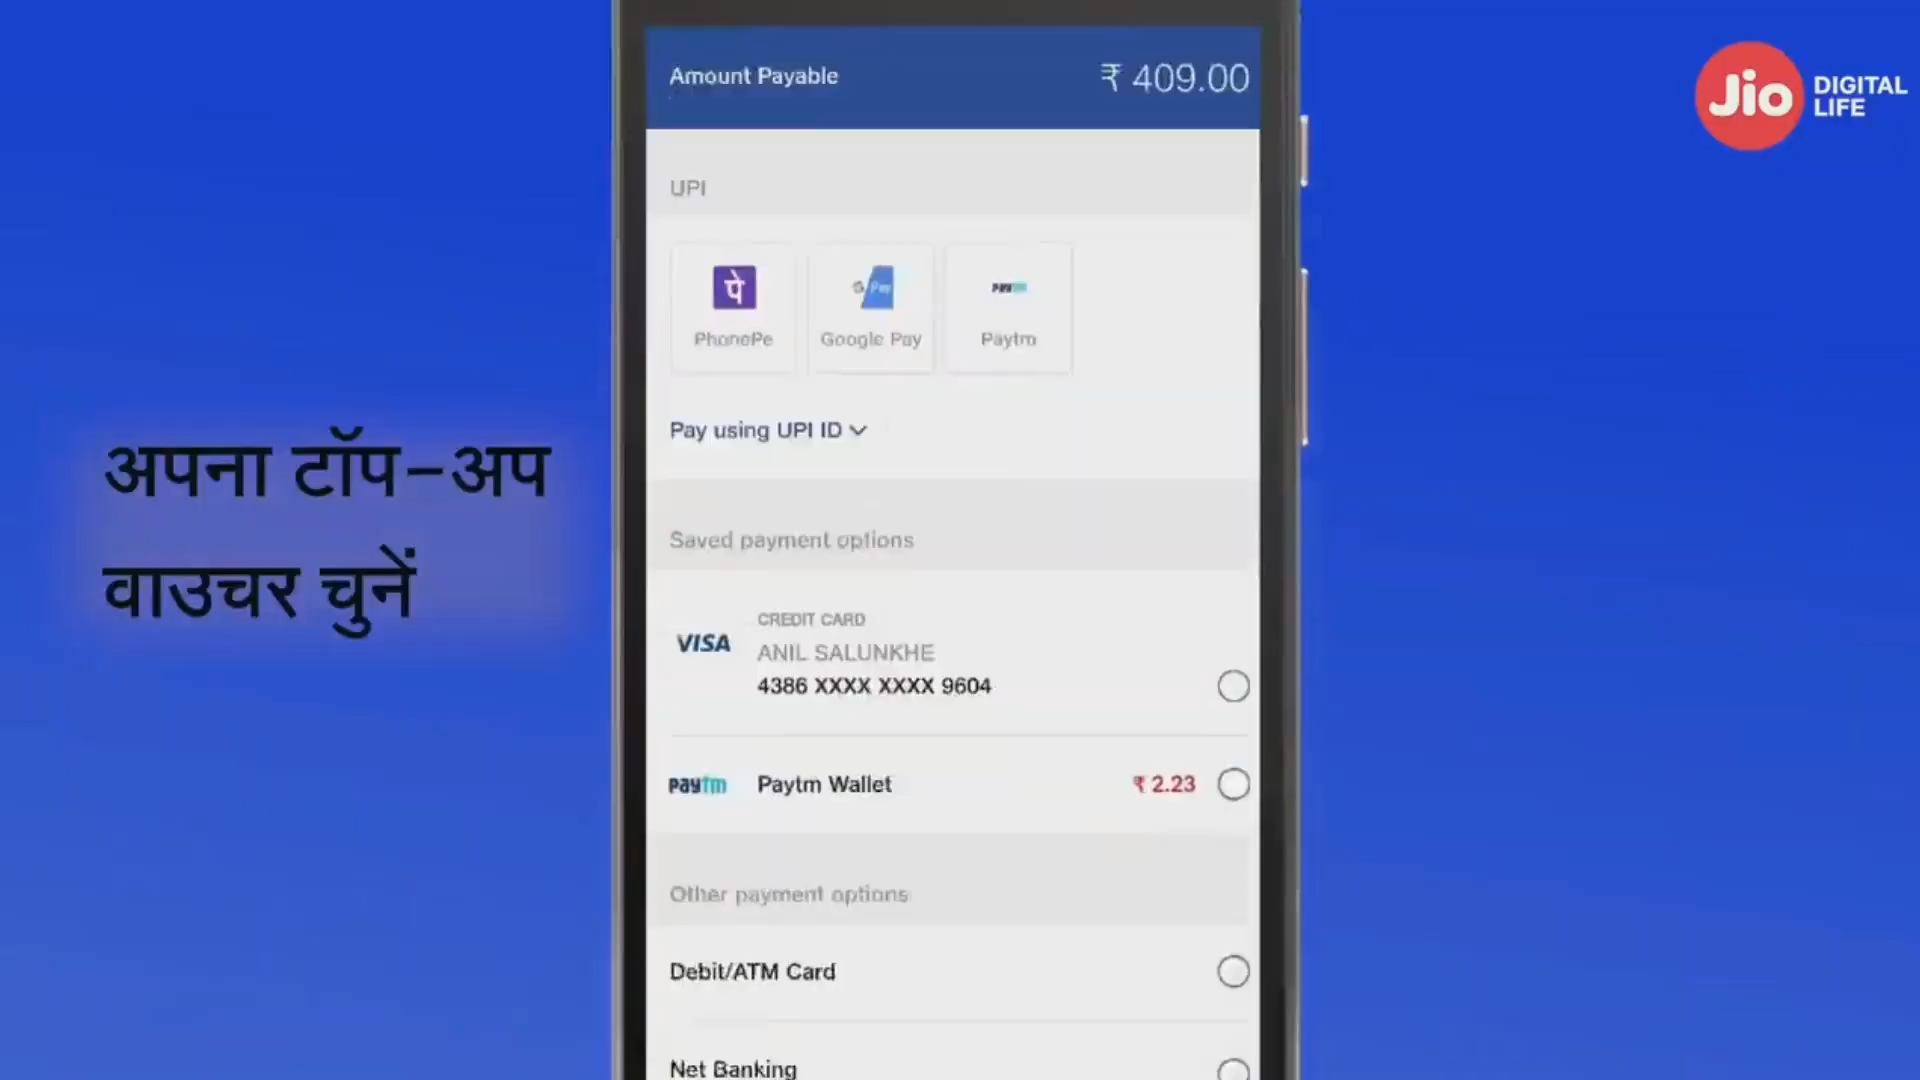 Amount Payable
₹ 409.00
Jio
DIGITAL
LIFE
UPI
पे
G Pay
paytm
PhonePe
Google Pay
Paytm
Pay using UPI ID
अपना टॉप-अप
वाउचर चुनें
Saved payment options
VISA
CREDIT CARD
ANIL SALUNKHE
4386 XXXX XXXX 9604
paytm
Paytm Wallet
₹ 2.23
Other payment options
Debit/ATM Card
Net Banking